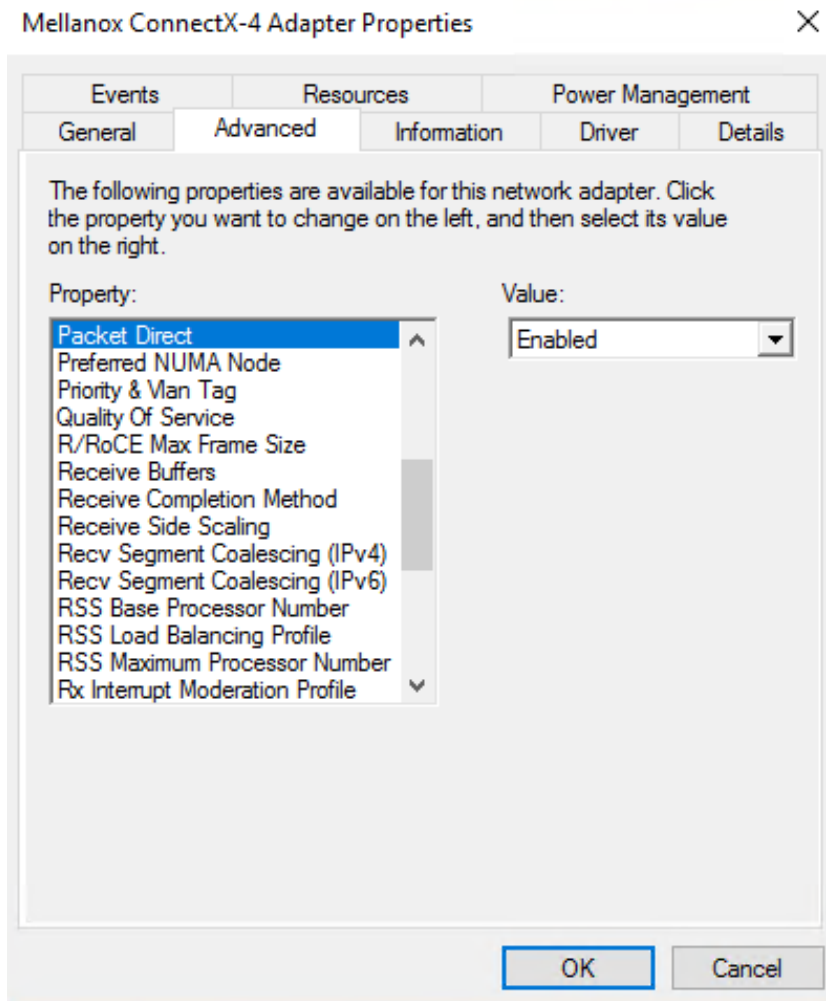 Mellanox ConnectX-4 Adapter Properties
Events Resources Power Management
General Advanced Information Driver Details
The following properties are available for this network adapter. Click
the property you want to change on the left, and then select its value
on the right.
Property: Value:
Packet Direct Enabled
Preferred NUMA Node
Priority & Vlan Tag
Quality Of Service
R/RoCE Max Frame Size
Receive Buffers
Receive Completion Method
Receive Side Scaling
Recv Segment Coalescing (IPv4)
Recv Segment Coalescing (IPv6)
RSS Base Processor Number
RSS Load Balancing Profile
RSS Maximum Processor Number
Rx Interrupt Moderation Profile
OK Cancel